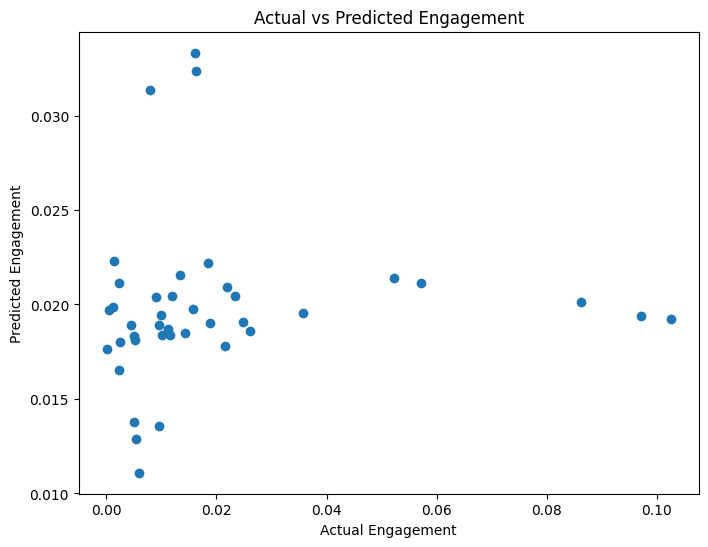 Actual vs Predicted Engagement
Predicted Engagement
0.030
0.025
0.020
0.015
0.010
0.00 0.02 0.04 0.06 0.08 0.10
Actual Engagement